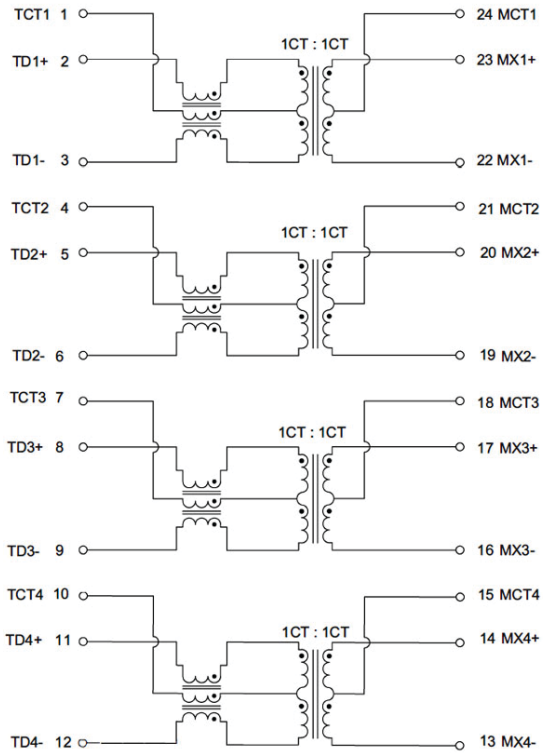 TCT1 1 24 MCT1
1CT : 1CT
TD1+ 2 23 MX1+
TD1- 3 22 MX1-
TCT2 4 21 MCT2
1CT : 1CT
TD2+ 5 20 MX2+
TD2- 6 19 MX2-
TCT3 7 18 MCT3
1CT : 1CT
TD3+ 8 17 MX3+
TD3- 9 16 MX3-
TCT4 10 15 MCT4
1CT : 1CT
TD4+ 11 14 MX4+
TD4- 12 13 MX4-